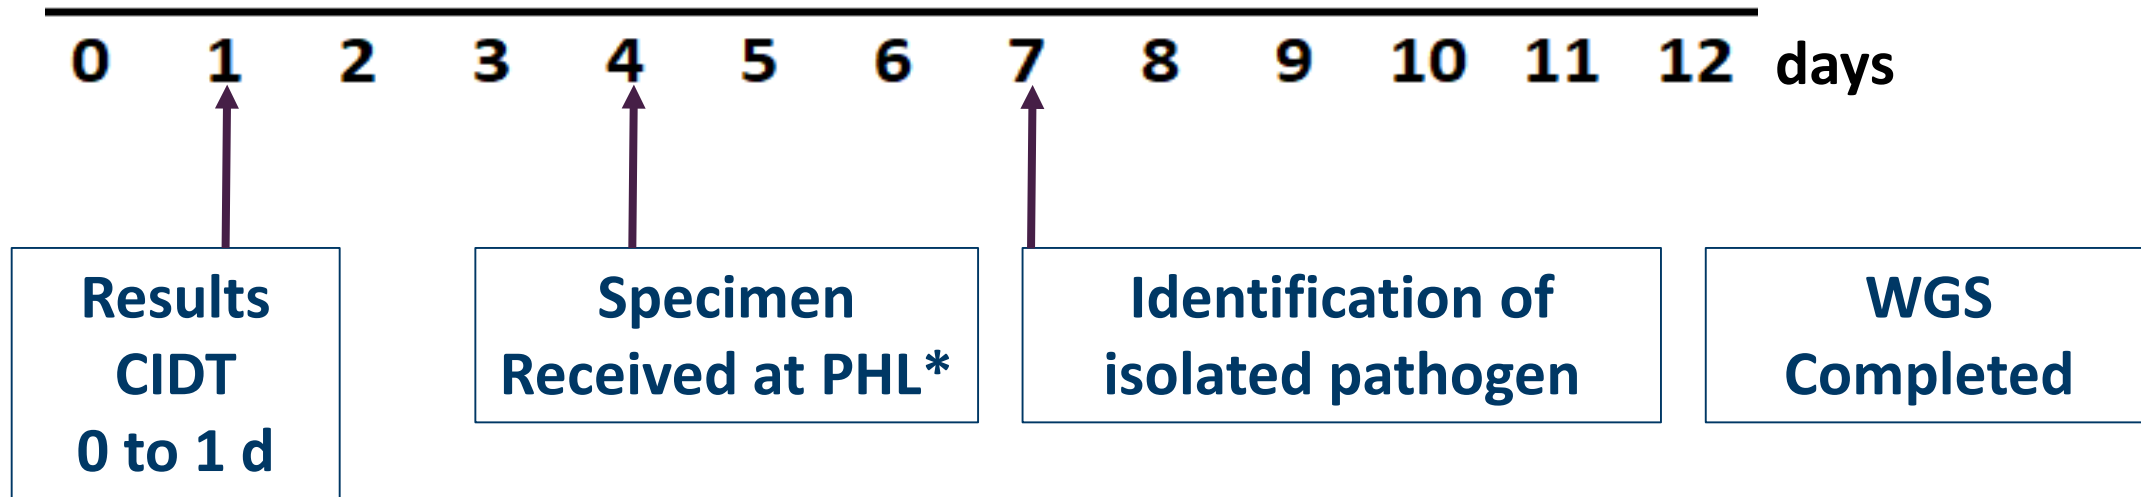 0 1 2 3 4 5 6 7 8 9 10 11 12 days
Results
CIDT
0 to 1 d
Specimen
Received at PHL*
Identification of
isolated pathogen
WGS
Completed